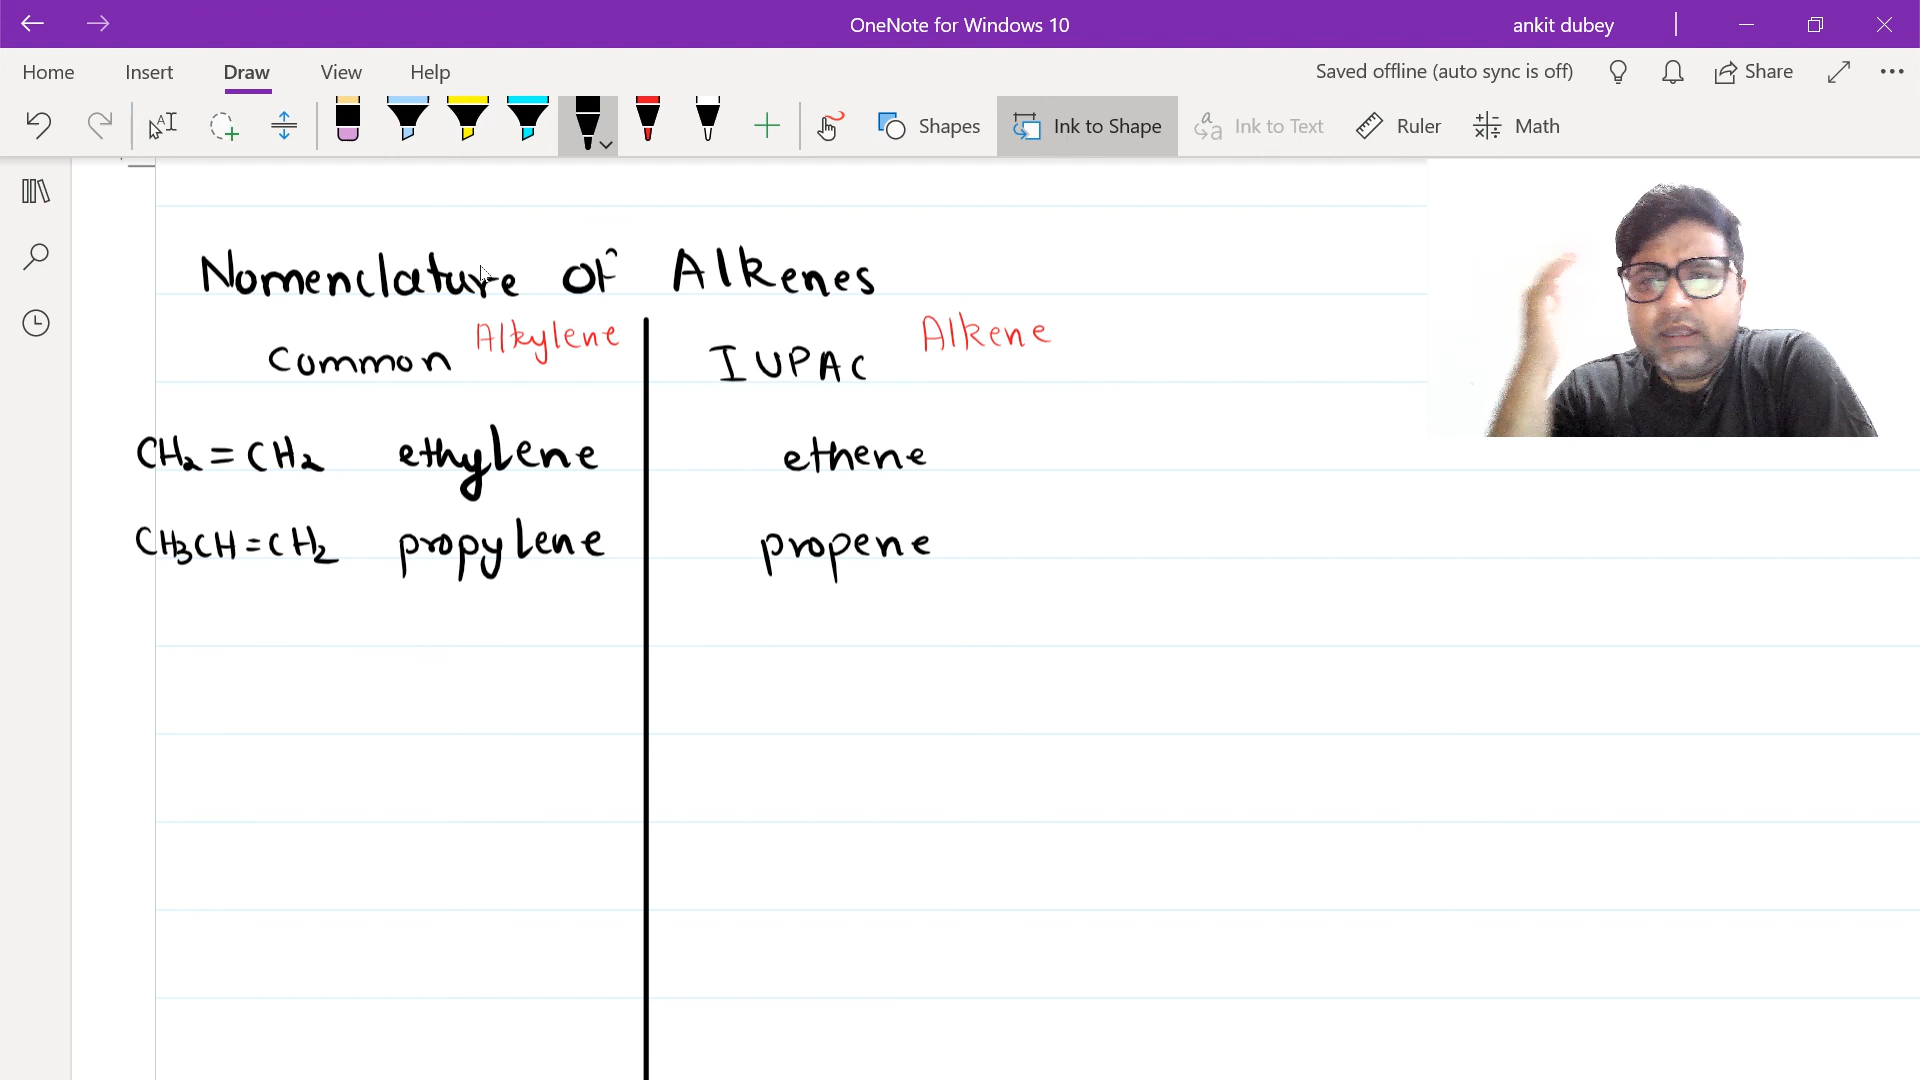 OneNote for Windows 10
ankit dubey
Home Insert Draw View Help
Saved offline (auto sync is off) Share
Shapes Ink to Shape Ink to Text Ruler Math
Nomenclature of Alkenes
Common Alkylene IUPAC Alkene
CH₂=CH₂ ethylene ethene
CH₃CH=CH₂ propylene propene